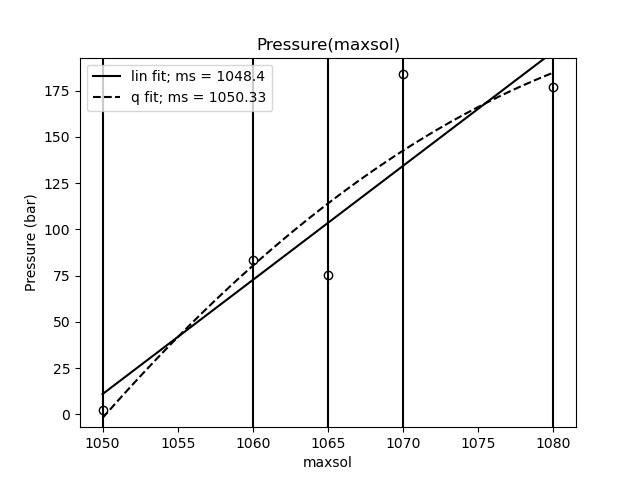 Pressure(maxsol)
lin fit; ms = 1048.4
q fit; ms = 1050.33
175
150
125
100
75
50
25
0
Pressure (bar)
1050 1055 1060 1065 1070 1075 1080
maxsol